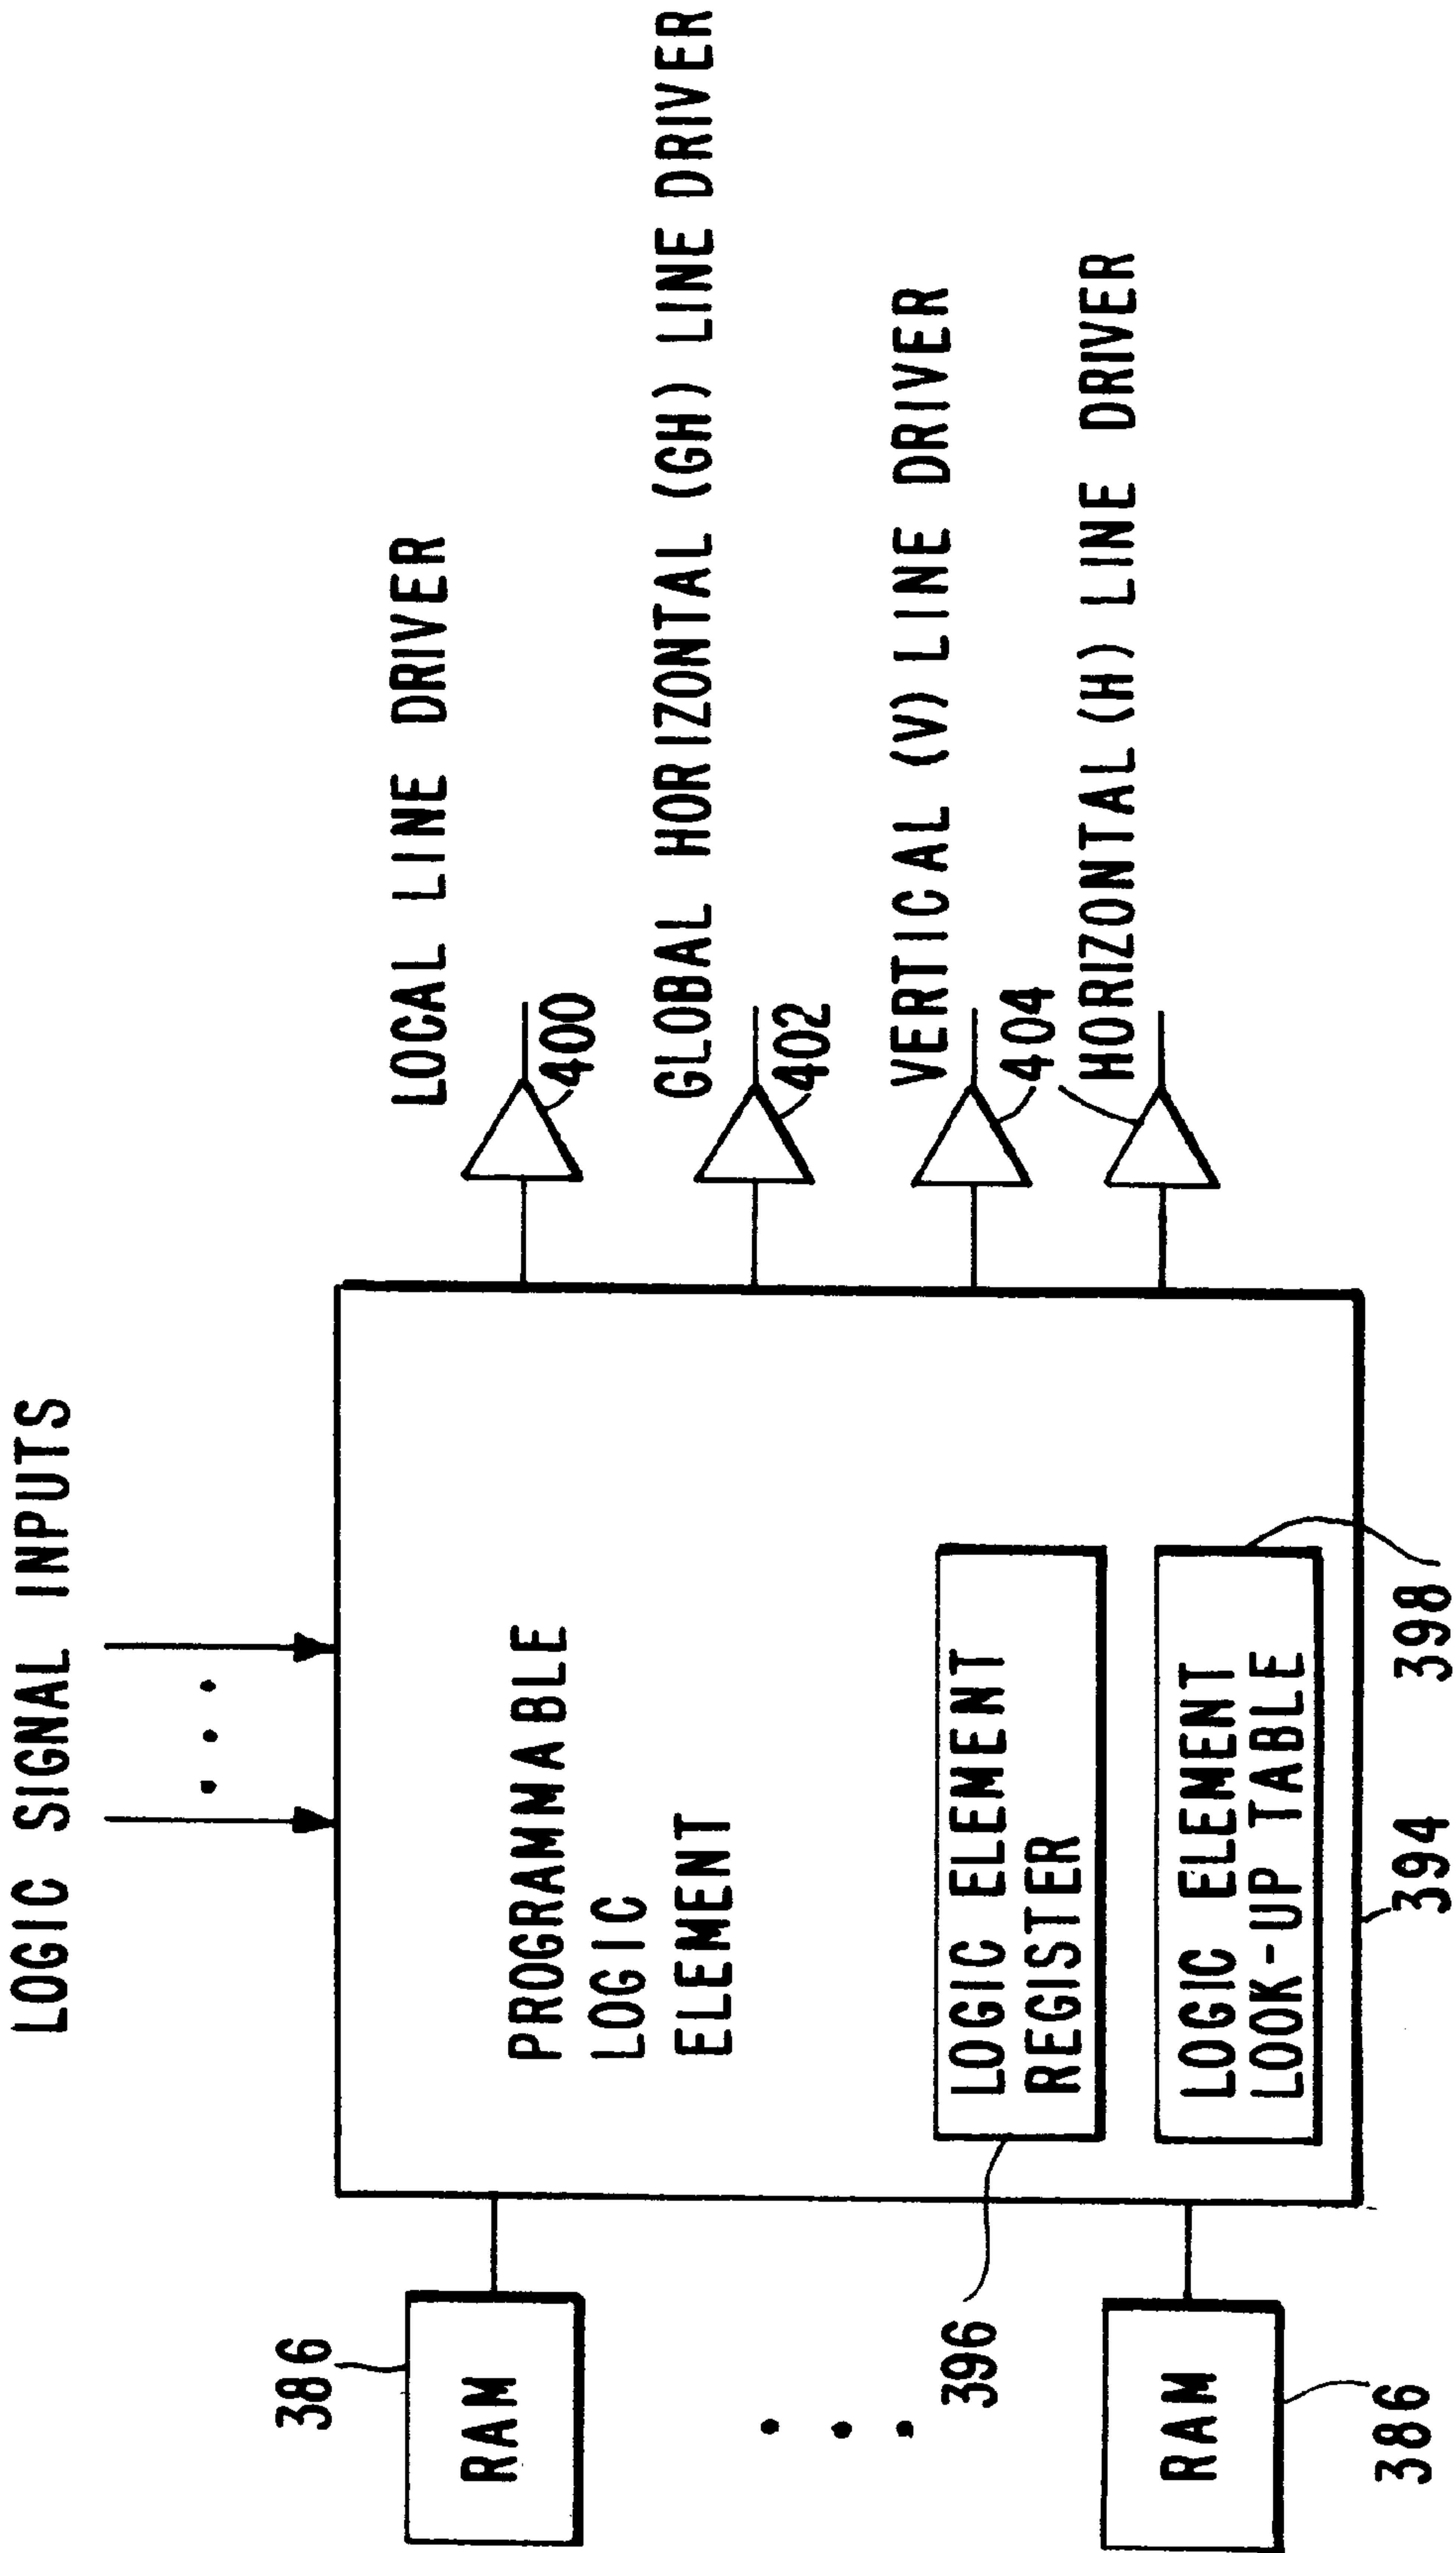 LOGIC SIGNAL INPUTS
386
RAM
PROGRAMMABLE
LOGIC
ELEMENT
LOCAL LINE DRIVER
400
GLOBAL HORIZONTAL (GH) LINE DRIVER
402
396
LOGIC ELEMENT
REGISTER
VERTICAL (V) LINE DRIVER
404
HORIZONTAL (H) LINE DRIVER
RAM
386
LOGIC ELEMENT
LOOK-UP TABLE
394
398